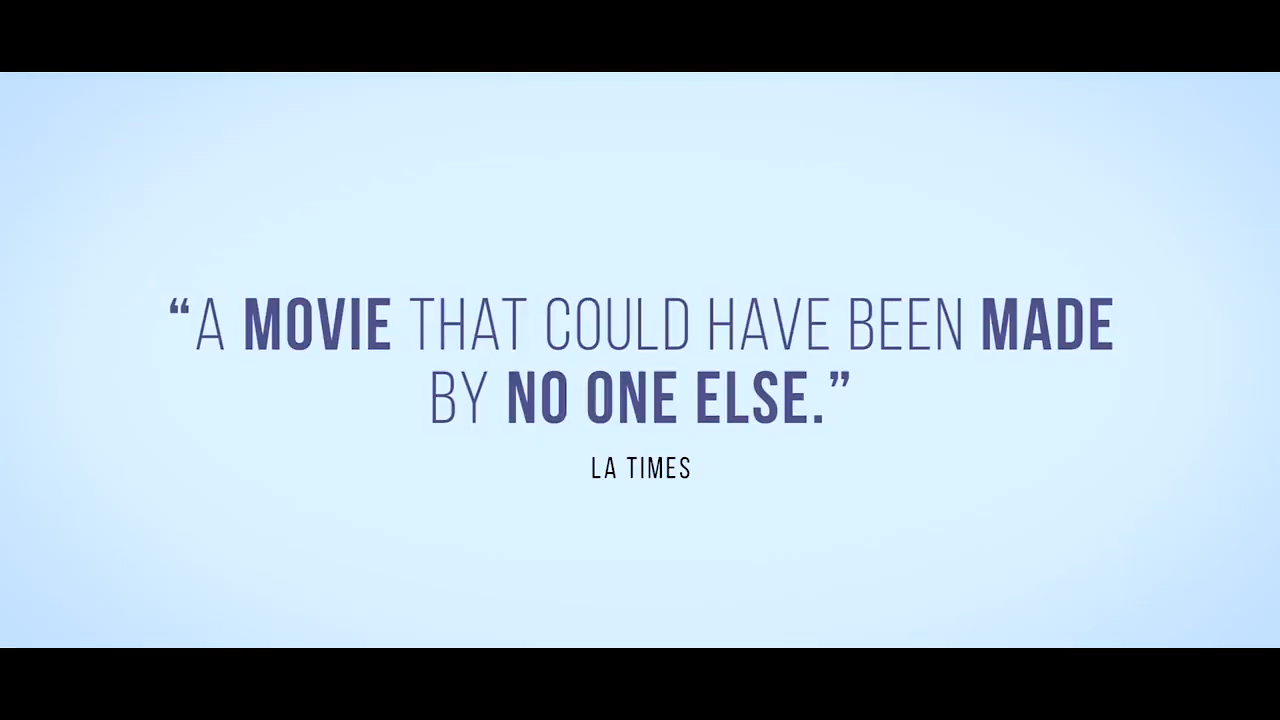 “A MOVIE THAT COULD HAVE BEEN MADE
BY NO ONE ELSE.”
LA TIMES